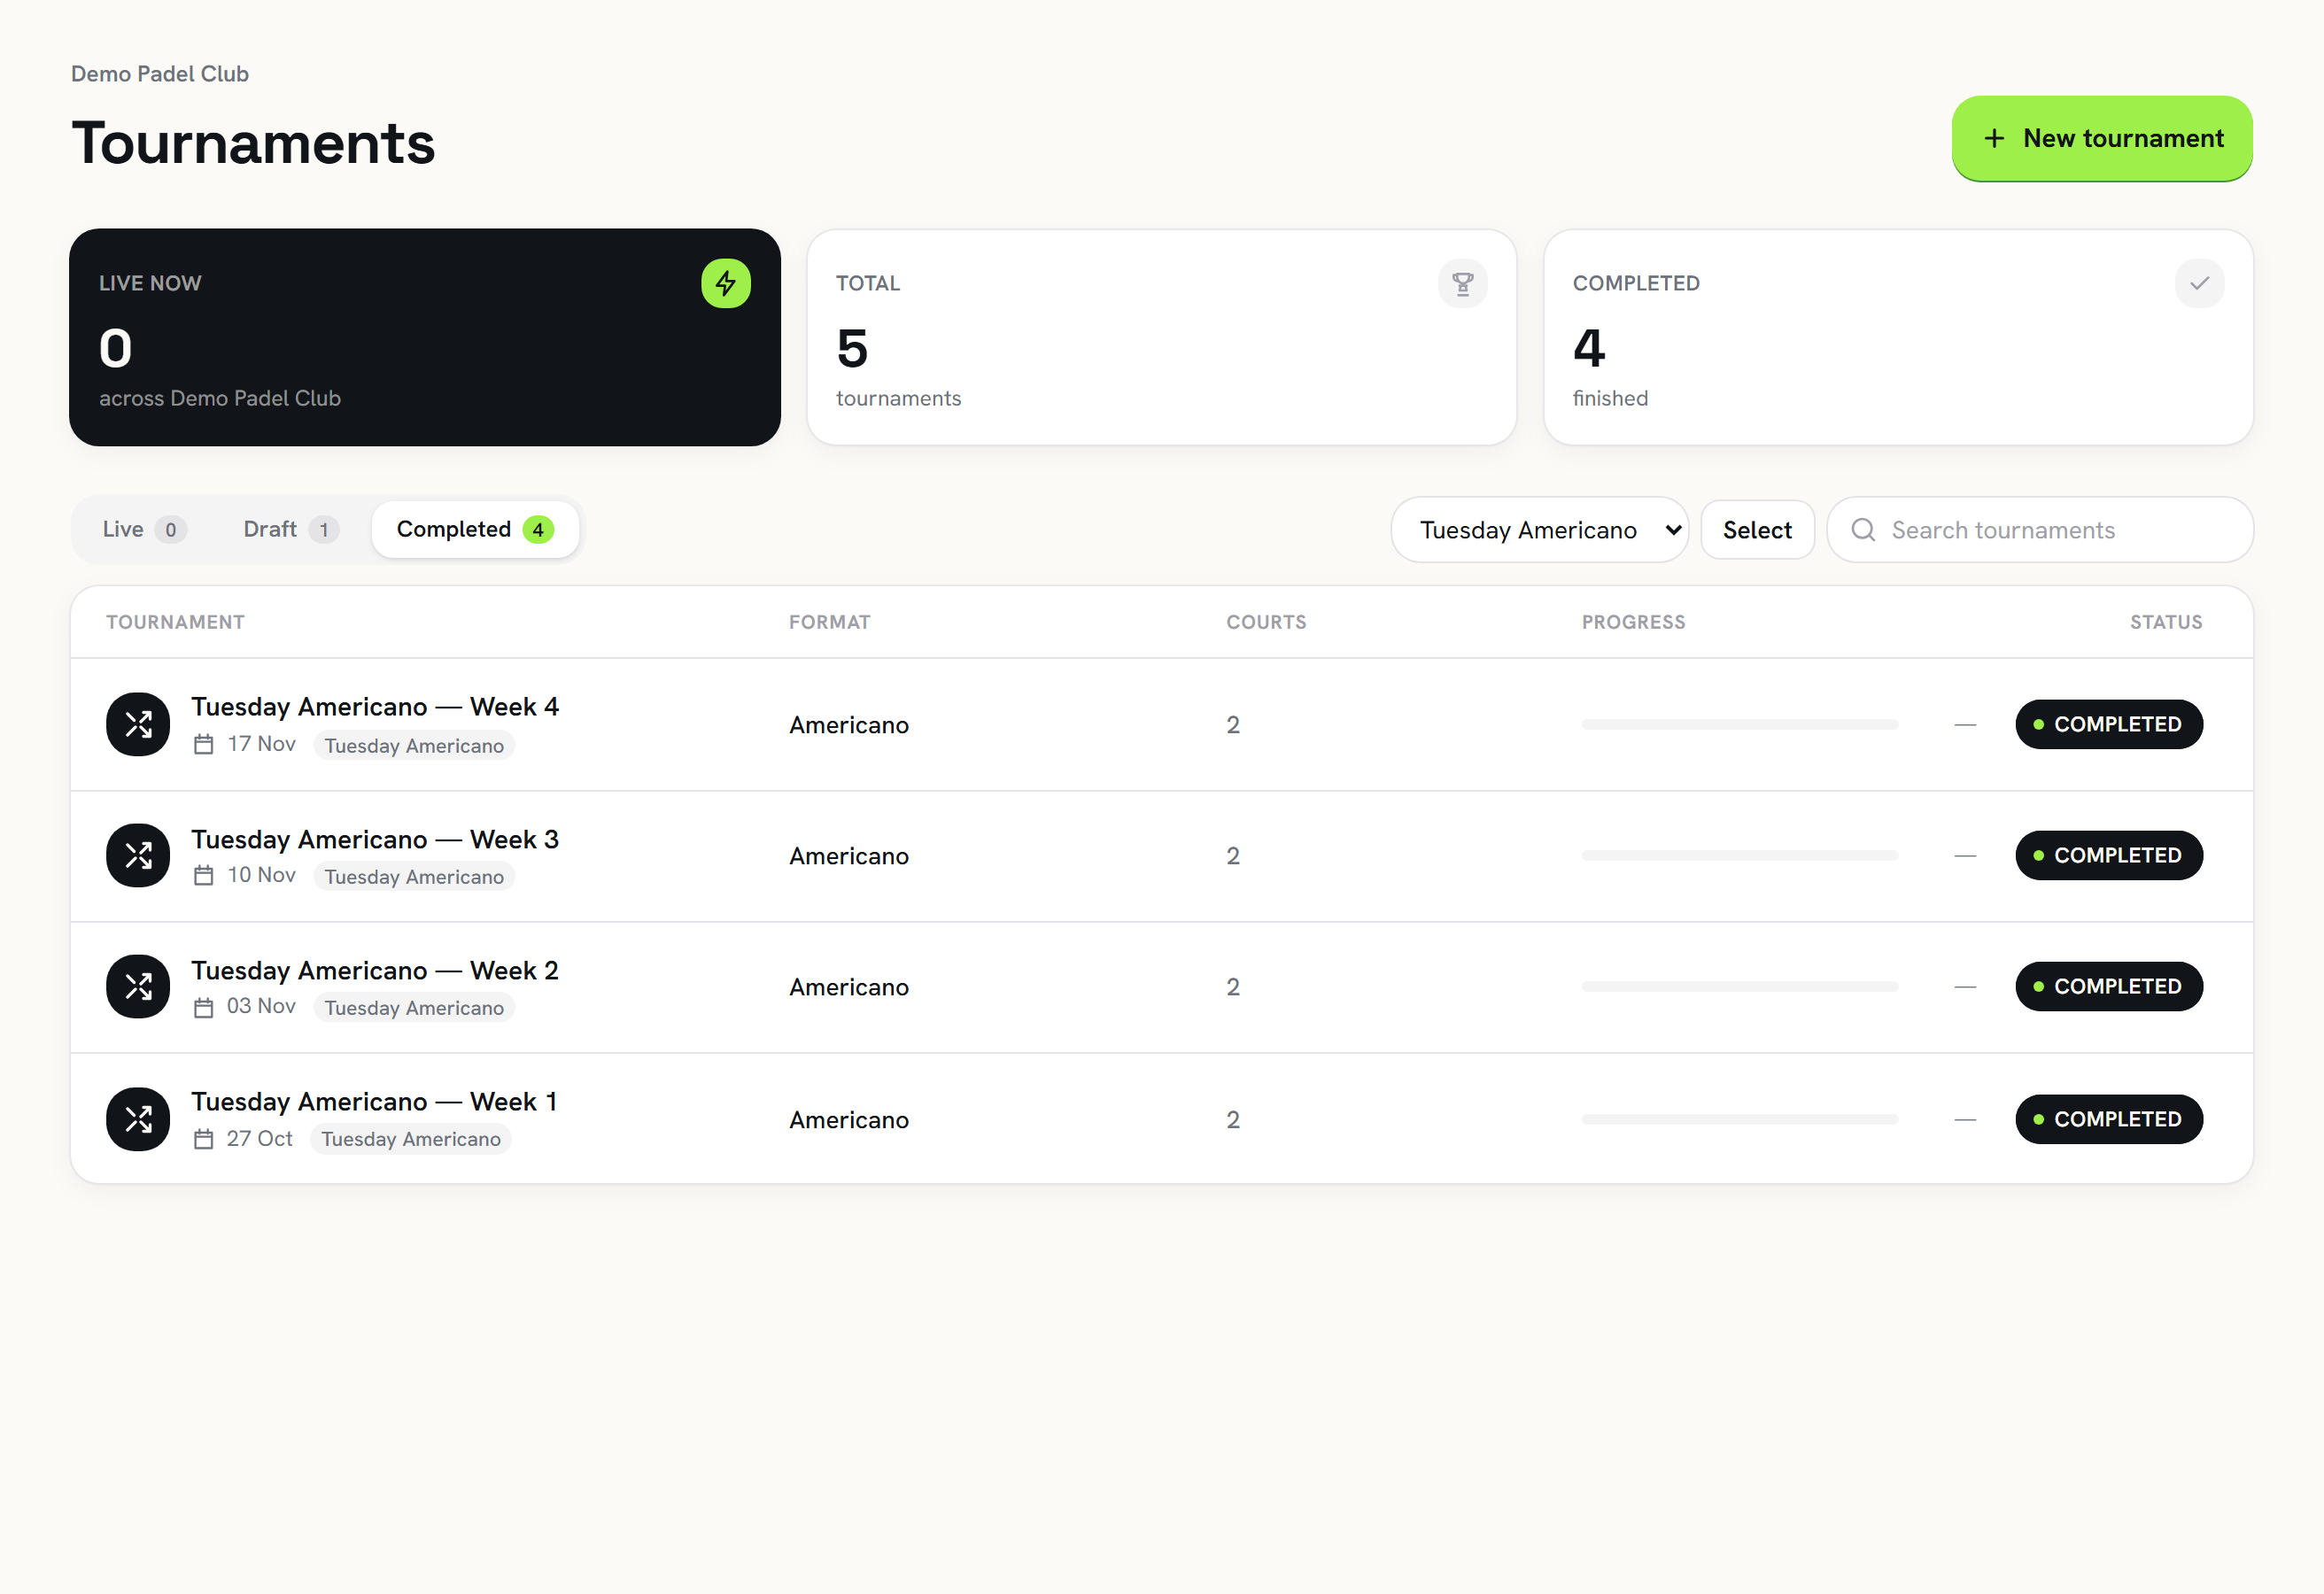 Demo Padel Club
Tournaments
+ New tournament
LIVE NOW
0
across Demo Padel Club
TOTAL
5
tournaments
COMPLETED
4
finished
Live 0 Draft 1 Completed 4
Tuesday Americano Select Search tournaments
TOURNAMENT FORMAT COURTS PROGRESS STATUS
Tuesday Americano — Week 4
17 Nov Tuesday Americano
Americano 2 — COMPLETED
Tuesday Americano — Week 3
10 Nov Tuesday Americano
Americano 2 — COMPLETED
Tuesday Americano — Week 2
03 Nov Tuesday Americano
Americano 2 — COMPLETED
Tuesday Americano — Week 1
27 Oct Tuesday Americano
Americano 2 — COMPLETED